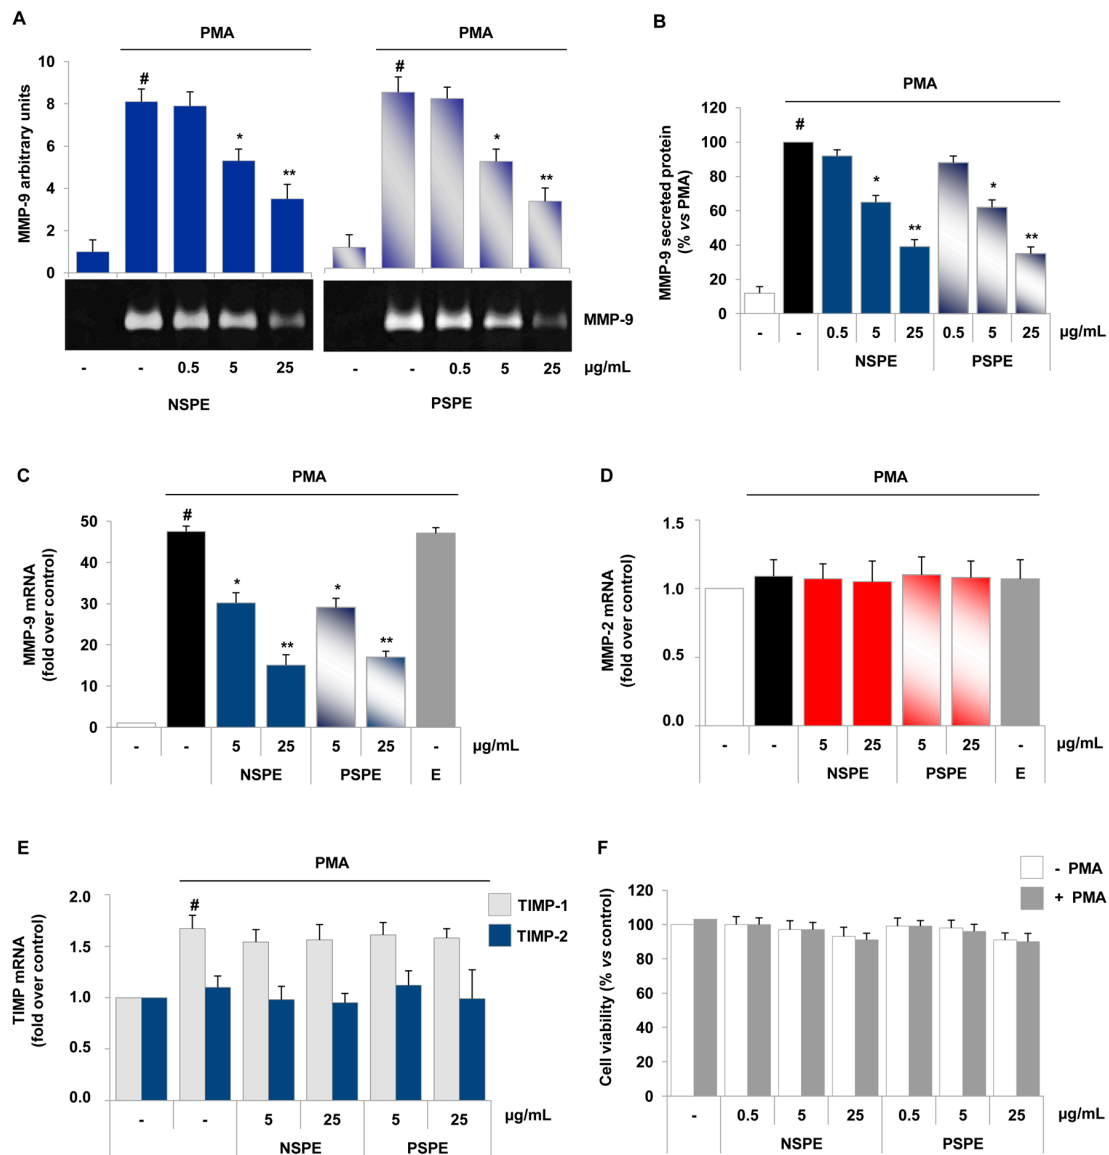 A
PMA
PMA
MMP-9 arbitrary units
10
8
6
4
2
0
#
*
**
#
*
**
MMP-9
- - 0.5 5 25
- - 0.5 5 25 µg/mL
NSPE
PSPE
B
PMA
MMP-9 secreted protein
(% vs PMA)
120
100
80
60
40
20
0
#
*
**
*
**
- - 0.5 5 25 0.5 5 25 µg/mL
NSPE PSPE
C
PMA
MMP-9 mRNA
(fold over control)
50
40
30
20
10
0
#
*
**
*
**
- - 5 25 5 25 - µg/mL
NSPE PSPE E
D
PMA
MMP-2 mRNA
(fold over control)
1.5
1.0
0.5
0.0
- - 5 25 5 25 - µg/mL
NSPE PSPE E
E
PMA
TIMP mRNA
(fold over control)
2.0
1.5
1.0
0.5
0.0
#
TIMP-1
TIMP-2
- - 5 25 5 25 µg/mL
NSPE PSPE
F
- PMA
+ PMA
Cell viability (% vs control)
120
100
80
60
40
20
0
- 0.5 5 25 0.5 5 25 µg/mL
NSPE PSPE